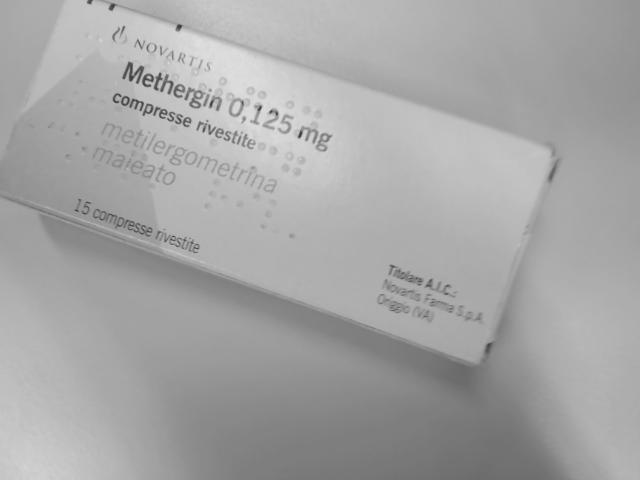 NOVARTIS
Methergin 0,125 mg
compresse rivestite
metilergometrina
maleato
15 compresse rivestite
Titolare A.I.C.:
Novartis Farma S.p.A.
Origgio (VA)